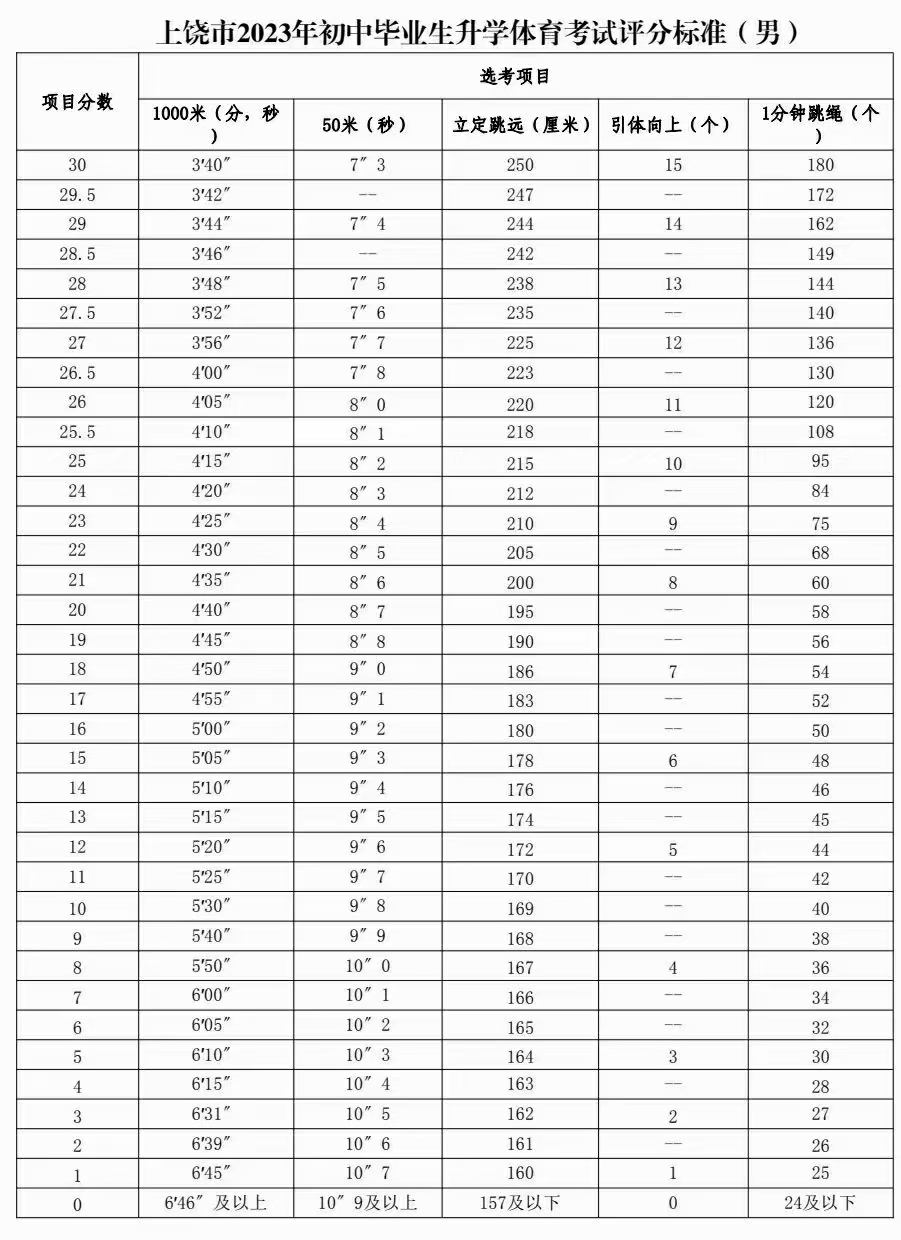 上饶市2023年初中毕业生升学体育考试评分标准（男）
项目分数 选考项目
1000米（分，秒） 50米（秒） 立定跳远（厘米） 引体向上（个） 1分钟跳绳（个）
30 3′40″ 7″3 250 15 180
29.5 3′42″ -- 247 -- 172
29 3′44″ 7″4 244 14 162
28.5 3′46″ -- 242 -- 149
28 3′48″ 7″5 238 13 144
27.5 3′52″ 7″6 235 -- 140
27 3′56″ 7″7 225 12 136
26.5 4′00″ 7″8 223 -- 130
26 4′05″ 8″0 220 11 120
25.5 4′10″ 8″1 218 -- 108
25 4′15″ 8″2 215 10 95
24 4′20″ 8″3 212 -- 84
23 4′25″ 8″4 210 9 75
22 4′30″ 8″5 205 -- 68
21 4′35″ 8″6 200 8 60
20 4′40″ 8″7 195 -- 58
19 4′45″ 8″8 190 -- 56
18 4′50″ 9″0 186 7 54
17 4′55″ 9″1 183 -- 52
16 5′00″ 9″2 180 -- 50
15 5′05″ 9″3 178 6 48
14 5′10″ 9″4 176 -- 46
13 5′15″ 9″5 174 -- 45
12 5′20″ 9″6 172 5 44
11 5′25″ 9″7 170 -- 42
10 5′30″ 9″8 169 -- 40
9 5′40″ 9″9 168 -- 38
8 5′50″ 10″0 167 4 36
7 6′00″ 10″1 166 -- 34
6 6′05″ 10″2 165 -- 32
5 6′10″ 10″3 164 3 30
4 6′15″ 10″4 163 -- 28
3 6′31″ 10″5 162 2 27
2 6′39″ 10″6 161 -- 26
1 6′45″ 10″7 160 1 25
0 6′46″及以上 10″9及以上 157及以下 0 24及以下